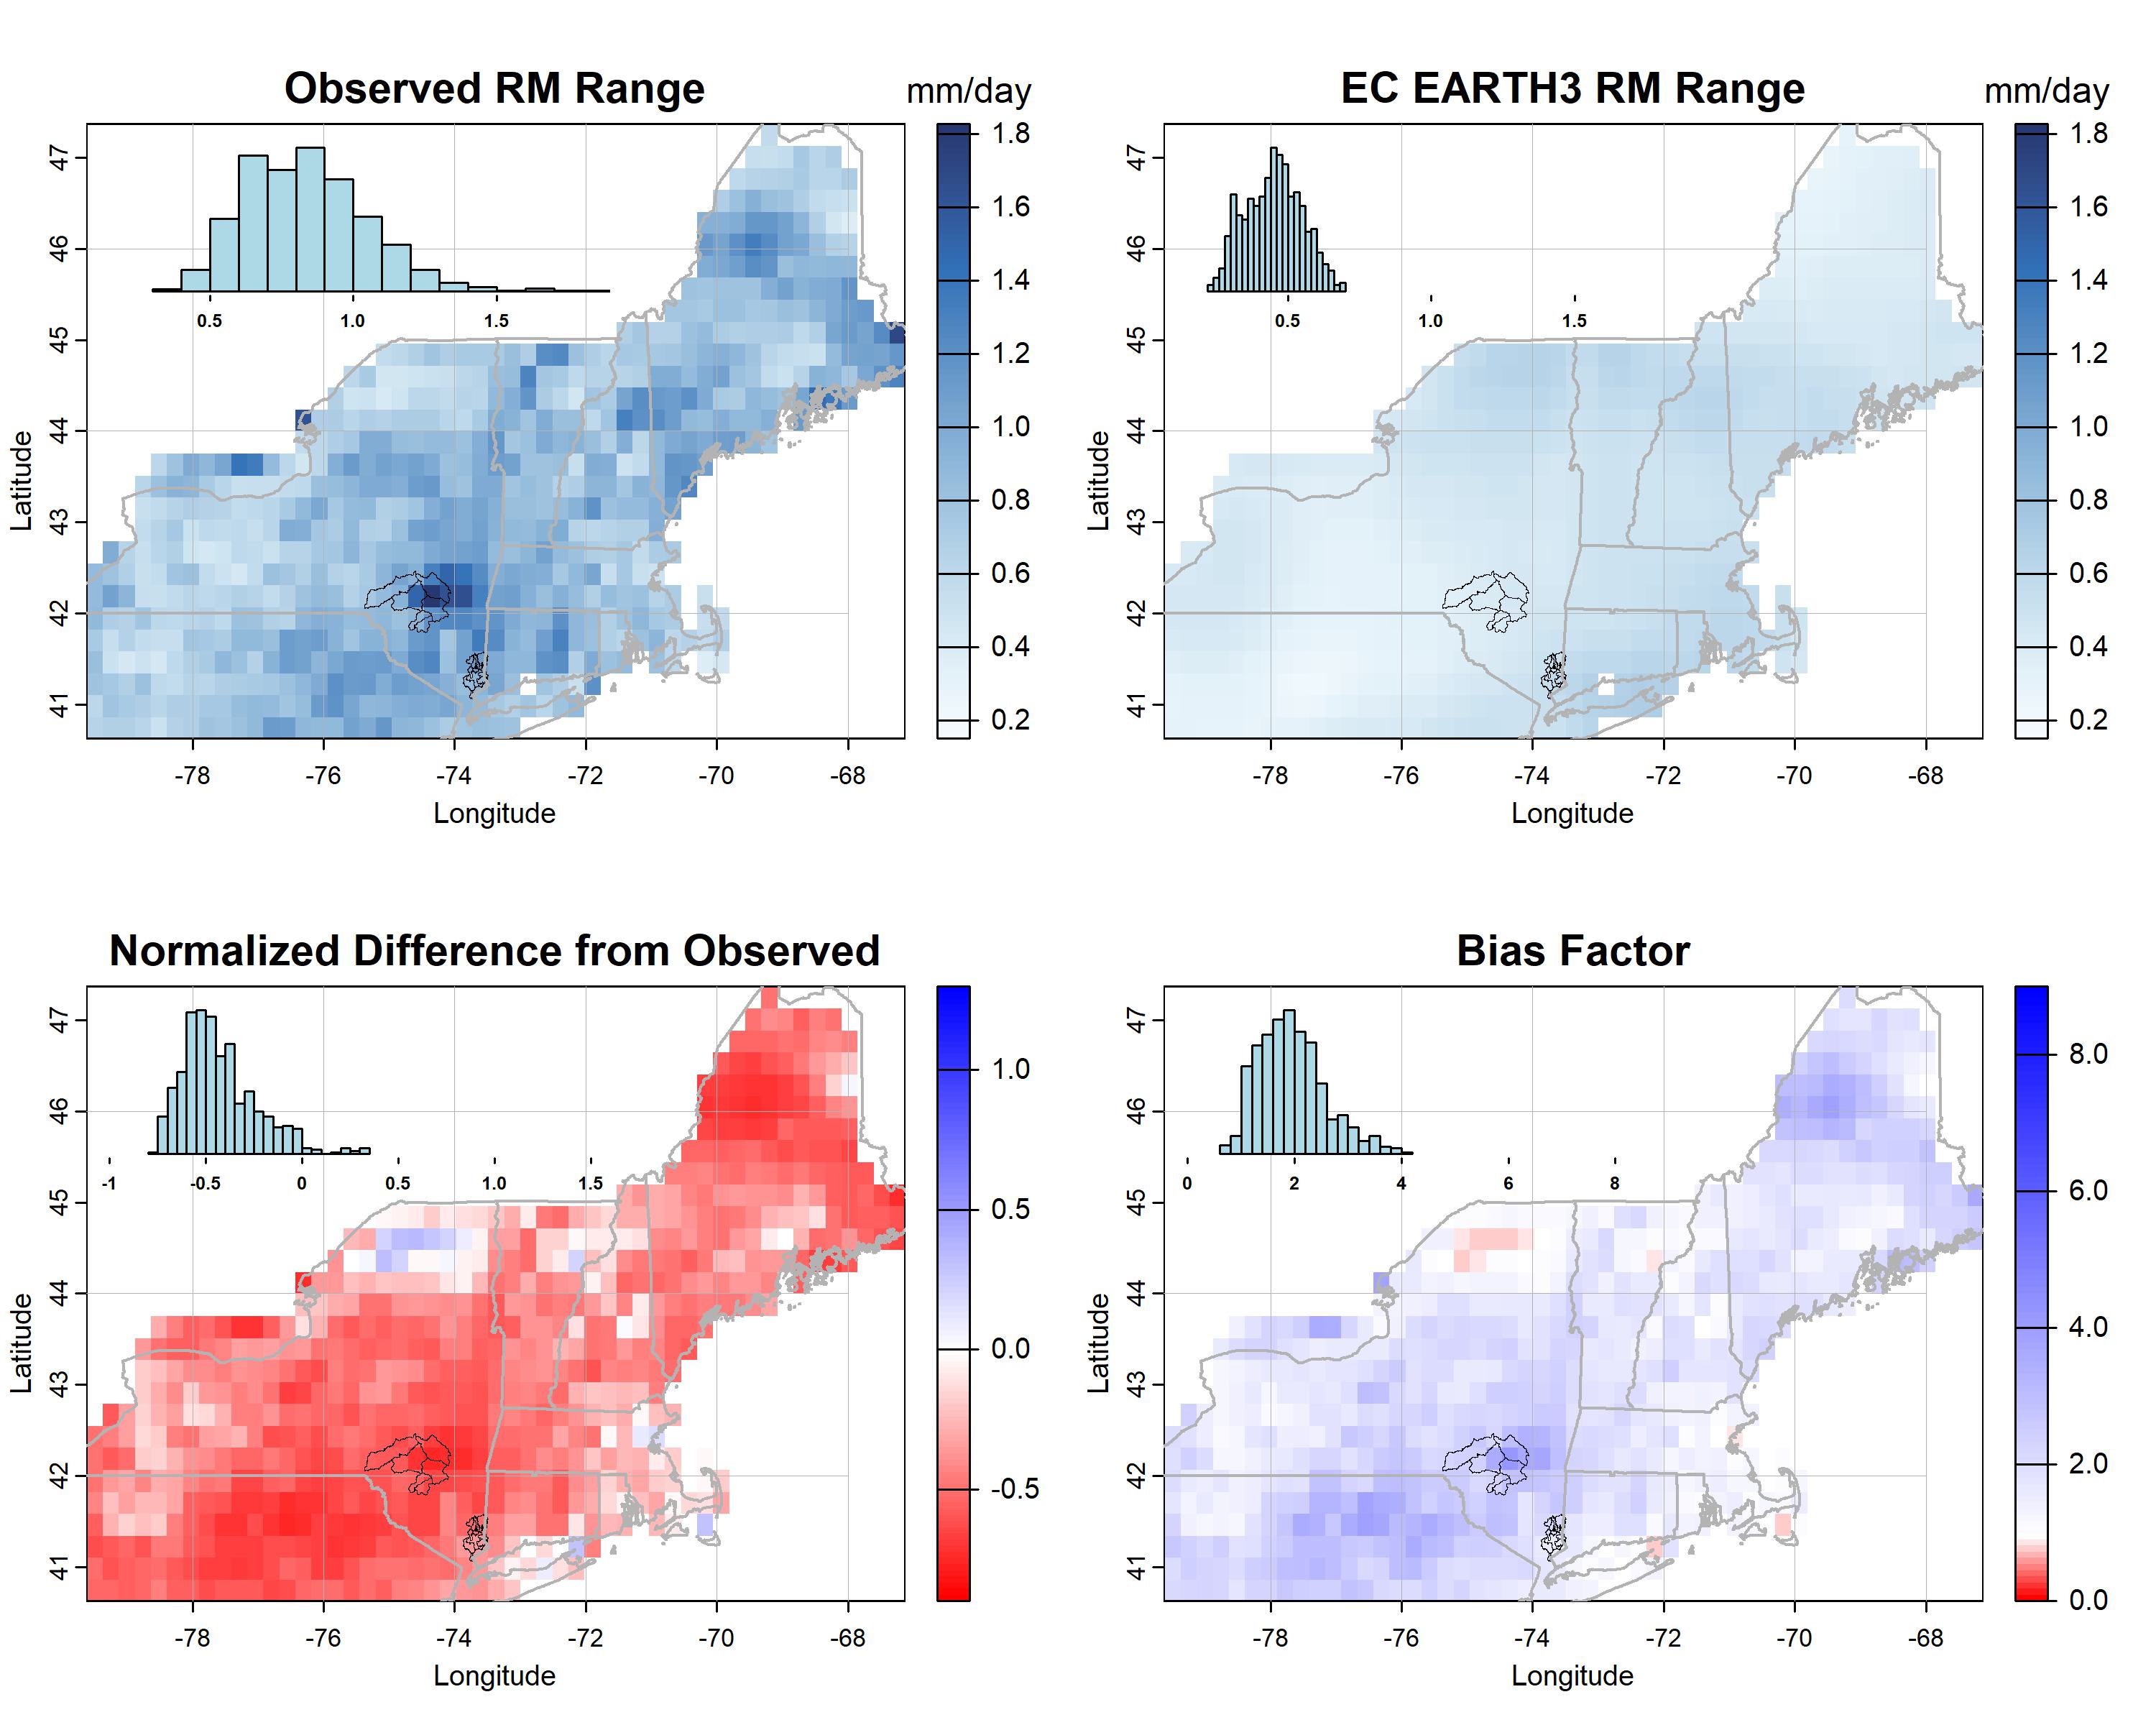 Observed RM Range
mm/day
0.5 1.0 1.5
47
46
45
44
43
42
41
Latitude
-78 -76 -74 -72 -70 -68
Longitude
1.8
1.6
1.4
1.2
1.0
0.8
0.6
0.4
0.2
EC EARTH3 RM Range
mm/day
0.5 1.0 1.5
47
46
45
44
43
42
41
Latitude
-78 -76 -74 -72 -70 -68
Longitude
1.8
1.6
1.4
1.2
1.0
0.8
0.6
0.4
0.2
Normalized Difference from Observed
-1 -0.5 0 0.5 1.0 1.5
47
46
45
44
43
42
41
Latitude
-78 -76 -74 -72 -70 -68
Longitude
1.0
0.5
0.0
-0.5
Bias Factor
0 2 4 6 8
47
46
45
44
43
42
41
Latitude
-78 -76 -74 -72 -70 -68
Longitude
8.0
6.0
4.0
2.0
0.0